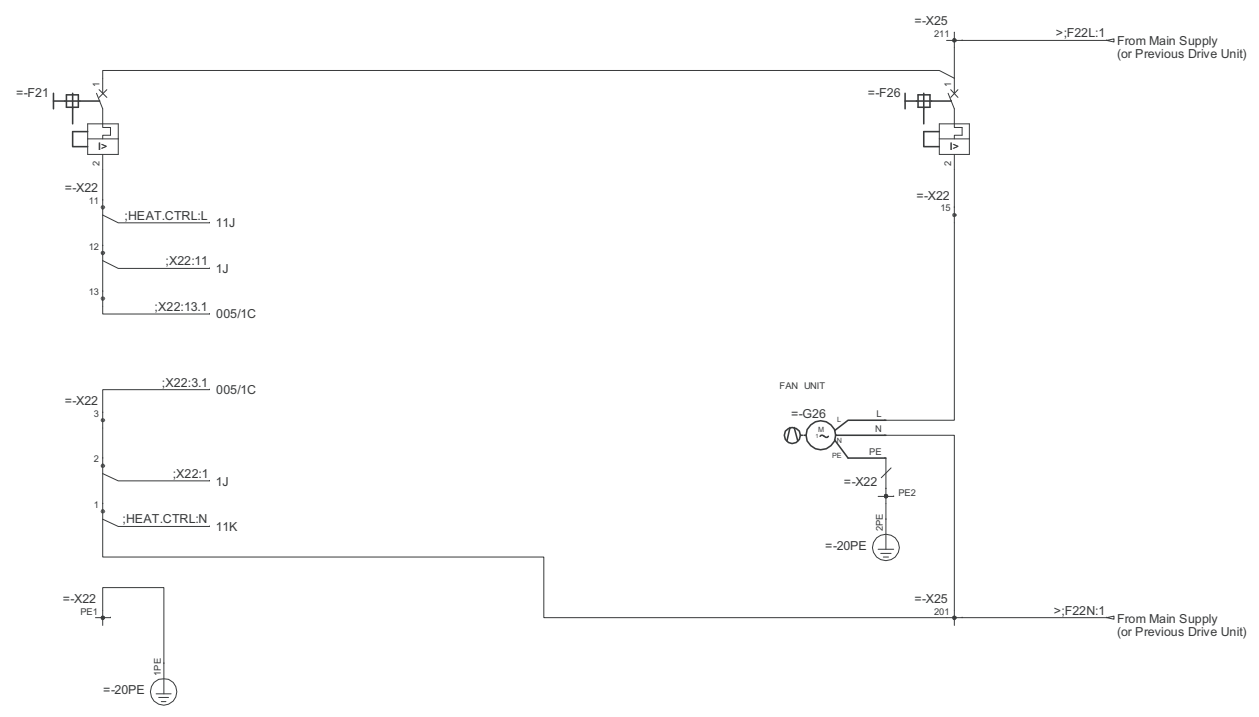 =-X25
211
>;F22L:1
From Main Supply
(or Previous Drive Unit)
=-F21
1
I>
2
=-F26
1
I>
2
=-X22
11
;HEAT.CTRL:L
11J
12
;X22:11
1J
13
;X22:13.1
005/1C
=-X22
15
;X22:3.1
005/1C
=-X22
3
2
;X22:1
1J
1
;HEAT.CTRL:N
11K
FAN UNIT
=-G26
M
1~
L
L
N
N
PE
PE
=-X22
PE2
2PE
=-20PE
=-X22
PE1
1PE
=-20PE
=-X25
201
>;F22N:1
From Main Supply
(or Previous Drive Unit)